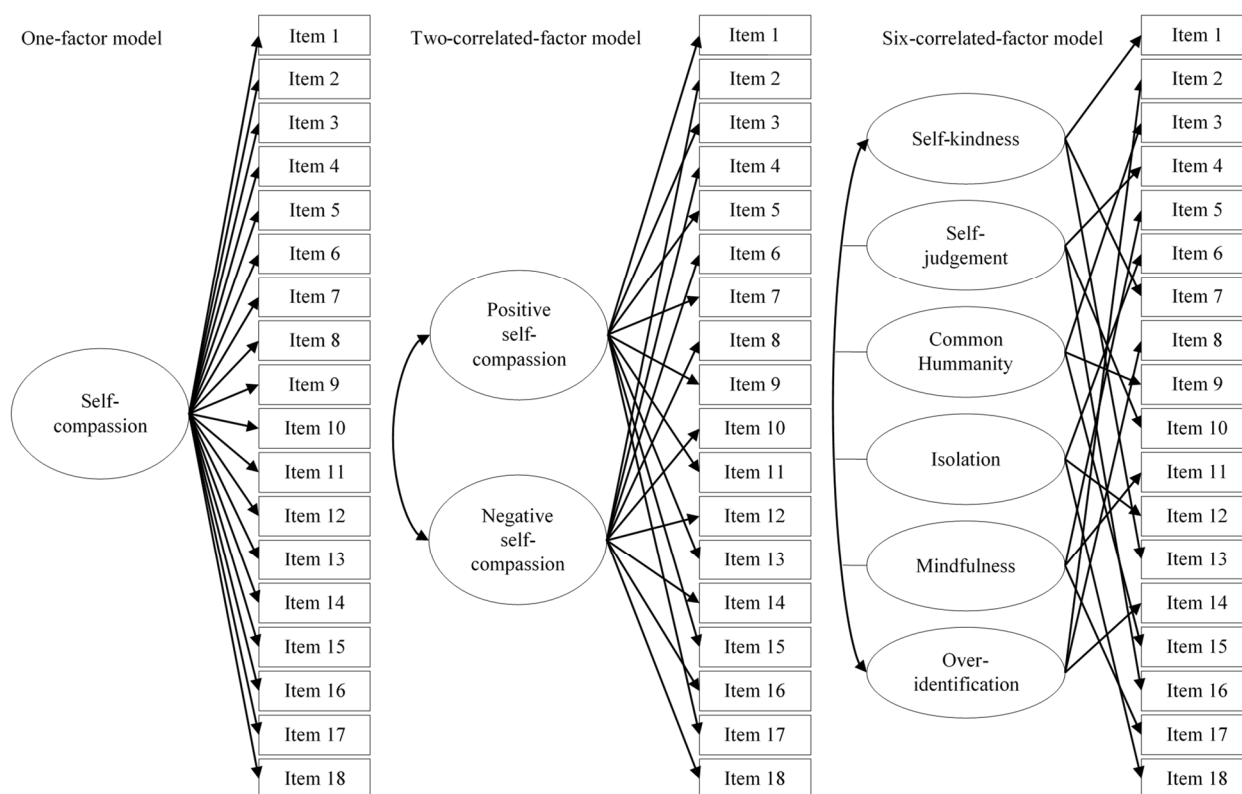 One-factor model
Item 1
Item 2
Item 3
Item 4
Item 5
Item 6
Item 7
Item 8
Item 9
Item 10
Item 11
Item 12
Item 13
Item 14
Item 15
Item 16
Item 17
Item 18
Self-
compassion
Two-correlated-factor model
Item 1
Item 2
Item 3
Item 4
Item 5
Item 6
Item 7
Item 8
Item 9
Item 10
Item 11
Item 12
Item 13
Item 14
Item 15
Item 16
Item 17
Item 18
Positive
self-
compassion
Negative
self-
compassion
Six-correlated-factor model
Item 1
Item 2
Item 3
Item 4
Item 5
Item 6
Item 7
Item 8
Item 9
Item 10
Item 11
Item 12
Item 13
Item 14
Item 15
Item 16
Item 17
Item 18
Self-kindness
Self-
judgement
Common
Hummanity
Isolation
Mindfulness
Over-
identification